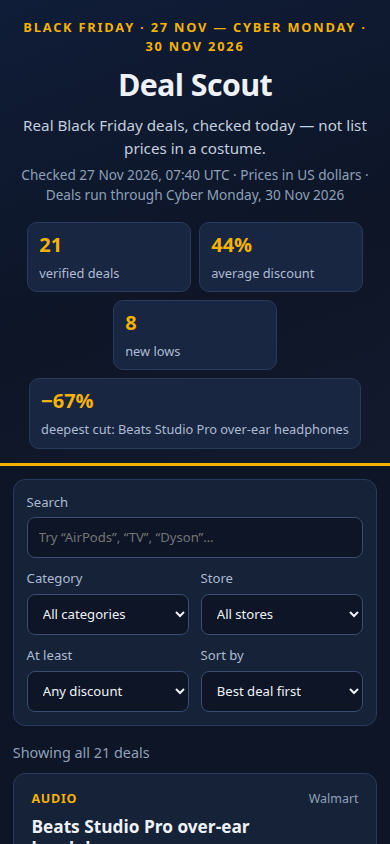 BLACK FRIDAY · 27 NOV — CYBER MONDAY ·
30 NOV 2026
Deal Scout
Real Black Friday deals, checked today — not list
prices in a costume.
Checked 27 Nov 2026, 07:40 UTC · Prices in US dollars ·
Deals run through Cyber Monday, 30 Nov 2026
21
verified deals
44%
average discount
8
new lows
−67%
deepest cut: Beats Studio Pro over-ear headphones
Search
Try “AirPods”, “TV”, “Dyson”…
Category
Store
All categories
All stores
At least
Sort by
Any discount
Best deal first
Showing all 21 deals
AUDIO
Walmart
Beats Studio Pro over-ear